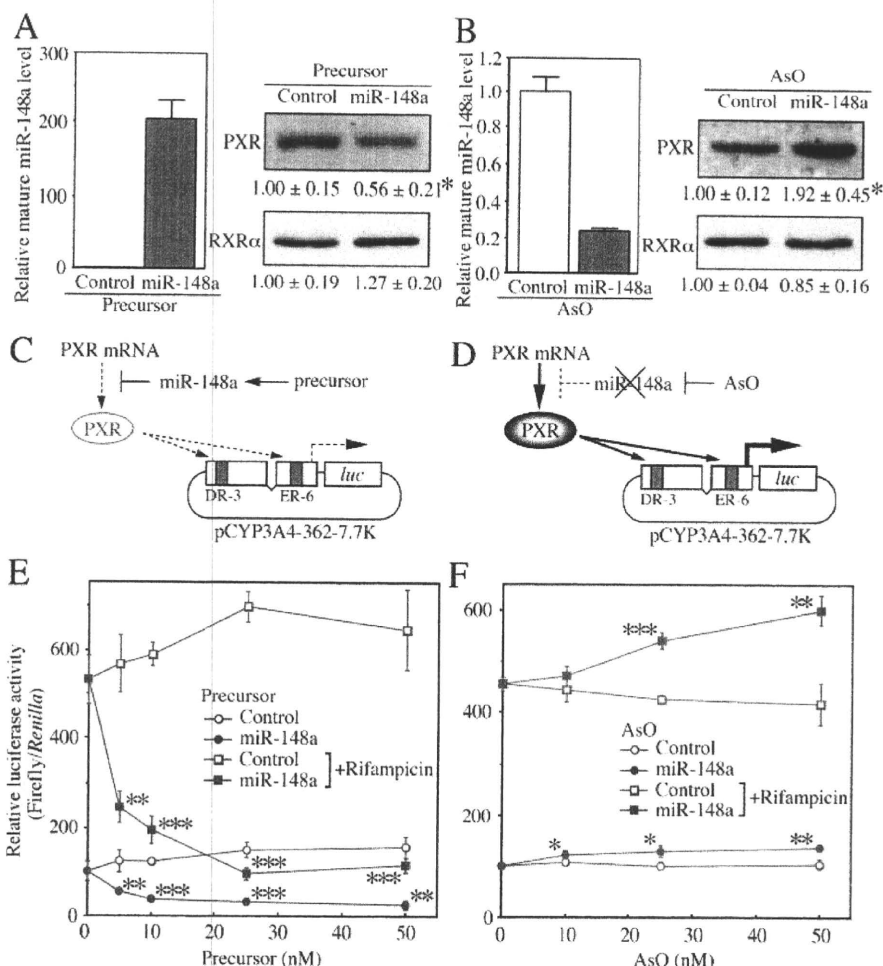 A
Relative mature miR-148a level
300
200
100
0
Control miR-148a
Precursor
Precursor
Control miR-148a
PXR
1.00 ± 0.15 0.56 ± 0.21*
RXRα
1.00 ± 0.19 1.27 ± 0.20
B
Relative mature miR-148a level
1.2
1.0
0.8
0.6
0.4
0.2
0.0
Control miR-148a
AsO
AsO
Control miR-148a
PXR
1.00 ± 0.12 1.92 ± 0.45*
RXRα
1.00 ± 0.04 0.85 ± 0.16
C
PXR mRNA
miR-148a precursor
PXR
DR-3 ER-6 luc
pCYP3A4-362-7.7K
D
PXR mRNA
miR-148a AsO
PXR
DR-3 ER-6 luc
pCYP3A4-362-7.7K
E
Relative luciferase activity
(Firefly/Renilla)
600
400
200
0
Precursor
Control
miR-148a
Control
miR-148a
+Rifampicin
** *** *** ***
** *** *** **
0 10 20 30 40 50
Precursor (nM)
F
600
400
200
0
*** **
AsO
Control
miR-148a
Control
miR-148a
+Rifampicin
* * **
0 10 20 30 40 50
AsO (nM)